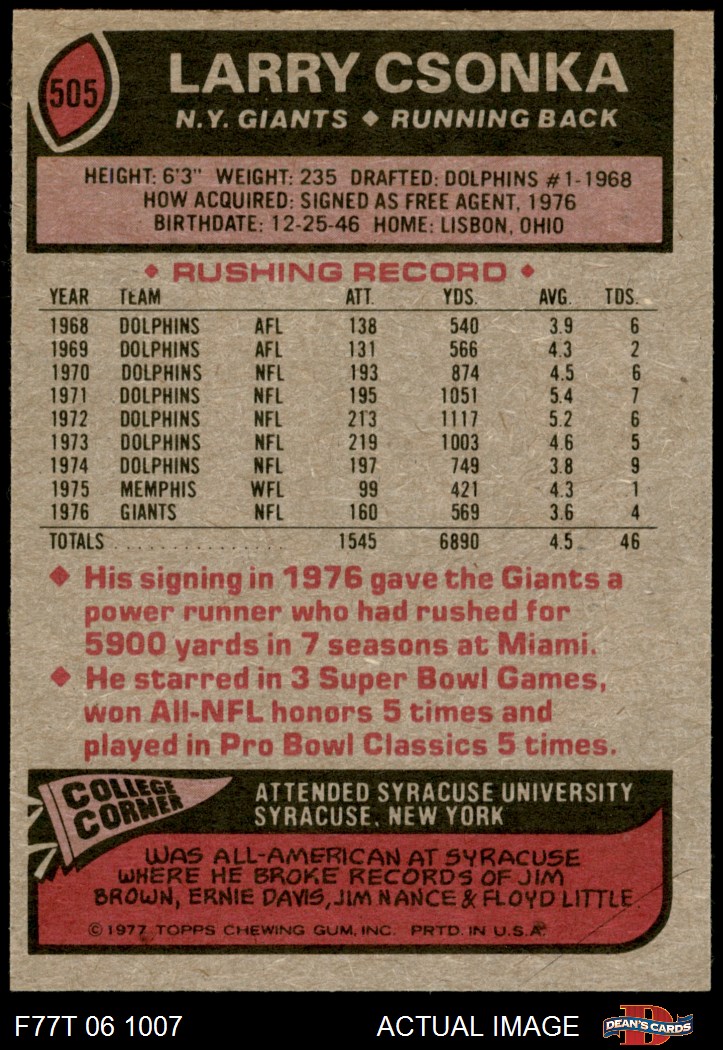 505
LARRY CSONKA
N.Y. GIANTS ◆ RUNNING BACK
HEIGHT: 6'3" WEIGHT: 235 DRAFTED: DOLPHINS #1-1968
HOW ACQUIRED: SIGNED AS FREE AGENT, 1976
BIRTHDATE: 12-25-46 HOME: LISBON, OHIO
◆ RUSHING RECORD ◆
YEAR TEAM ATT. YDS. AVG. TDS.
1968 DOLPHINS AFL 138 540 3.9 6
1969 DOLPHINS AFL 131 566 4.3 2
1970 DOLPHINS NFL 193 874 4.5 6
1971 DOLPHINS NFL 195 1051 5.4 7
1972 DOLPHINS NFL 213 1117 5.2 6
1973 DOLPHINS NFL 219 1003 4.6 5
1974 DOLPHINS NFL 197 749 3.8 9
1975 MEMPHIS WFL 99 421 4.3 1
1976 GIANTS NFL 160 569 3.6 4
TOTALS . . . . . . . . . . . . . . . 1545 6890 4.5 46
◆ His signing in 1976 gave the Giants a
power runner who had rushed for
5900 yards in 7 seasons at Miami.
◆ He starred in 3 Super Bowl Games,
won All-NFL honors 5 times and
played in Pro Bowl Classics 5 times.
COLLEGE
CORNER
ATTENDED SYRACUSE UNIVERSITY
SYRACUSE, NEW YORK
WAS ALL-AMERICAN AT SYRACUSE
WHERE HE BROKE RECORDS OF JIM
BROWN, ERNIE DAVIS, JIM NANCE & FLOYD LITTLE.
© 1977 TOPPS CHEWING GUM, INC. PRTD. IN U.S.A.
F77T 06 1007
ACTUAL IMAGE
D
DEAN'S CARDS